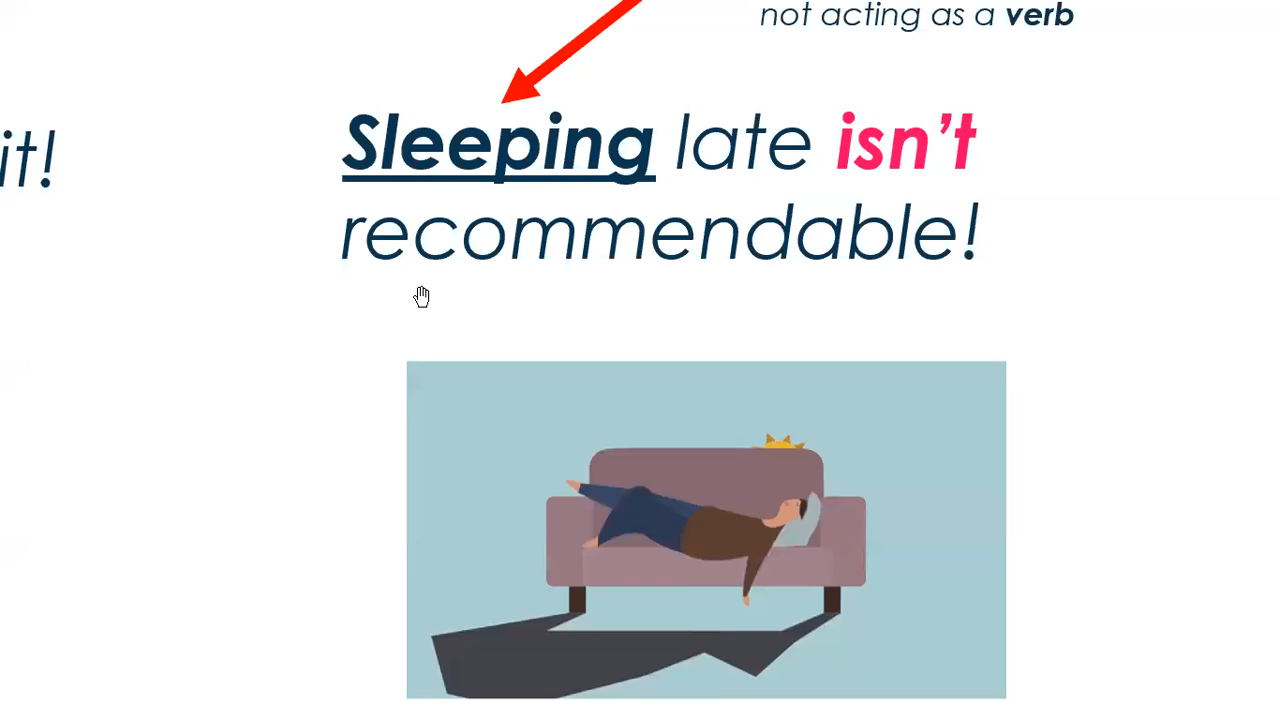 not acting as a verb
it!
Sleeping late isn’t
recommendable!